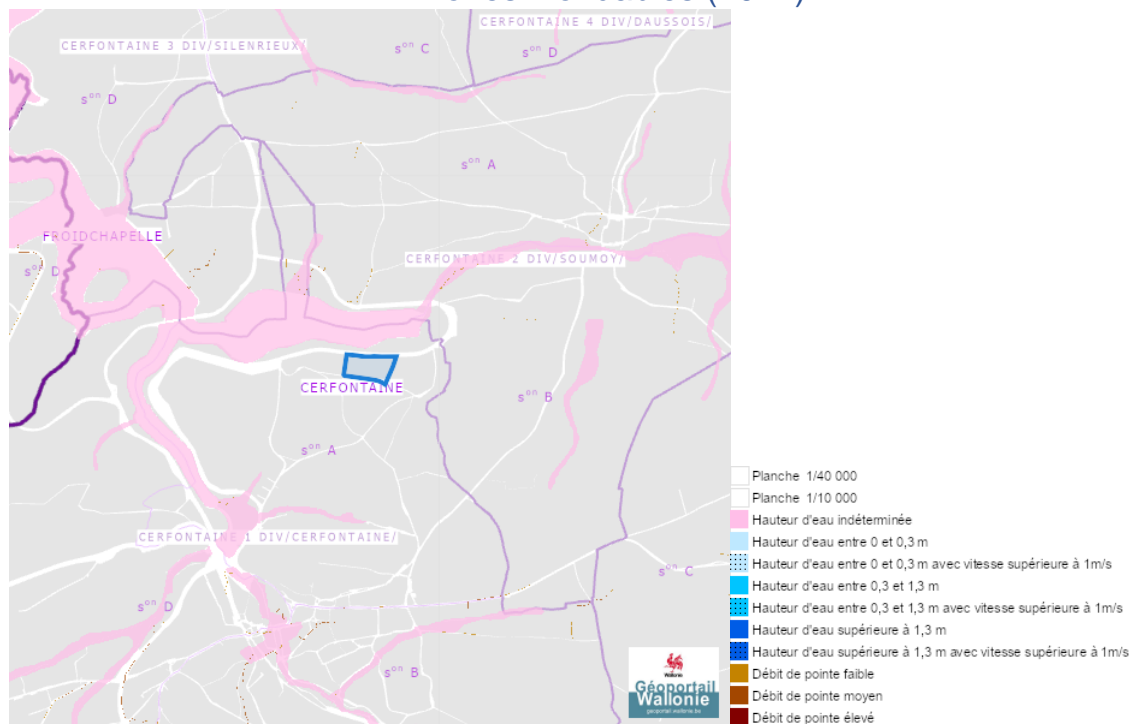 CERFONTAINE 4 DIV/DAUSSOIS/
CERFONTAINE 3 DIV/SILENRIEUX/
sᵒⁿ C
sᵒⁿ D
sᵒⁿ D
sᵒⁿ A
FROIDCHAPELLE
sᵒⁿ D
CERFONTAINE 2 DIV/SOUMOY/
CERFONTAINE
sᵒⁿ B
sᵒⁿ A
CERFONTAINE 1 DIV/CERFONTAINE/
sᵒⁿ C
sᵒⁿ D
sᵒⁿ B
Wallonie
Géoportail
Wallonie
geoportail.wallonie.be
Planche 1/40 000
Planche 1/10 000
Hauteur d'eau indéterminée
Hauteur d'eau entre 0 et 0,3 m
Hauteur d'eau entre 0 et 0,3 m avec vitesse supérieure à 1m/s
Hauteur d'eau entre 0,3 et 1,3 m
Hauteur d'eau entre 0,3 et 1,3 m avec vitesse supérieure à 1m/s
Hauteur d'eau supérieure à 1,3 m
Hauteur d'eau supérieure à 1,3 m avec vitesse supérieure à 1m/s
Débit de pointe faible
Débit de pointe moyen
Débit de pointe élevé